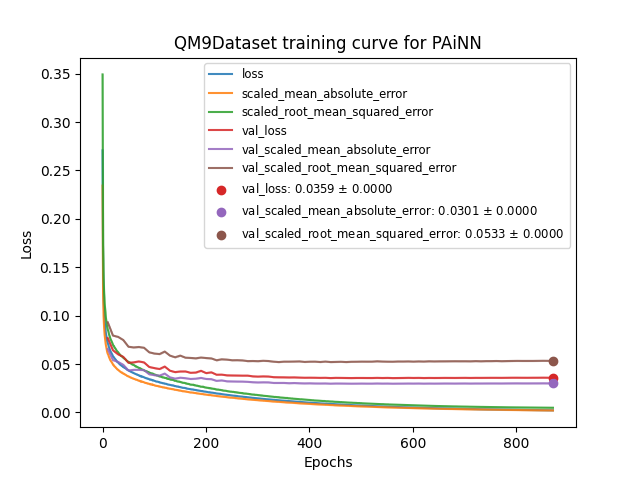 QM9Dataset training curve for PAiNN
loss
scaled_mean_absolute_error
scaled_root_mean_squared_error
val_loss
val_scaled_mean_absolute_error
val_scaled_root_mean_squared_error
val_loss: 0.0359 ± 0.0000
val_scaled_mean_absolute_error: 0.0301 ± 0.0000
val_scaled_root_mean_squared_error: 0.0533 ± 0.0000
Loss
0.35
0.30
0.25
0.20
0.15
0.10
0.05
0.00
0 200 400 600 800
Epochs